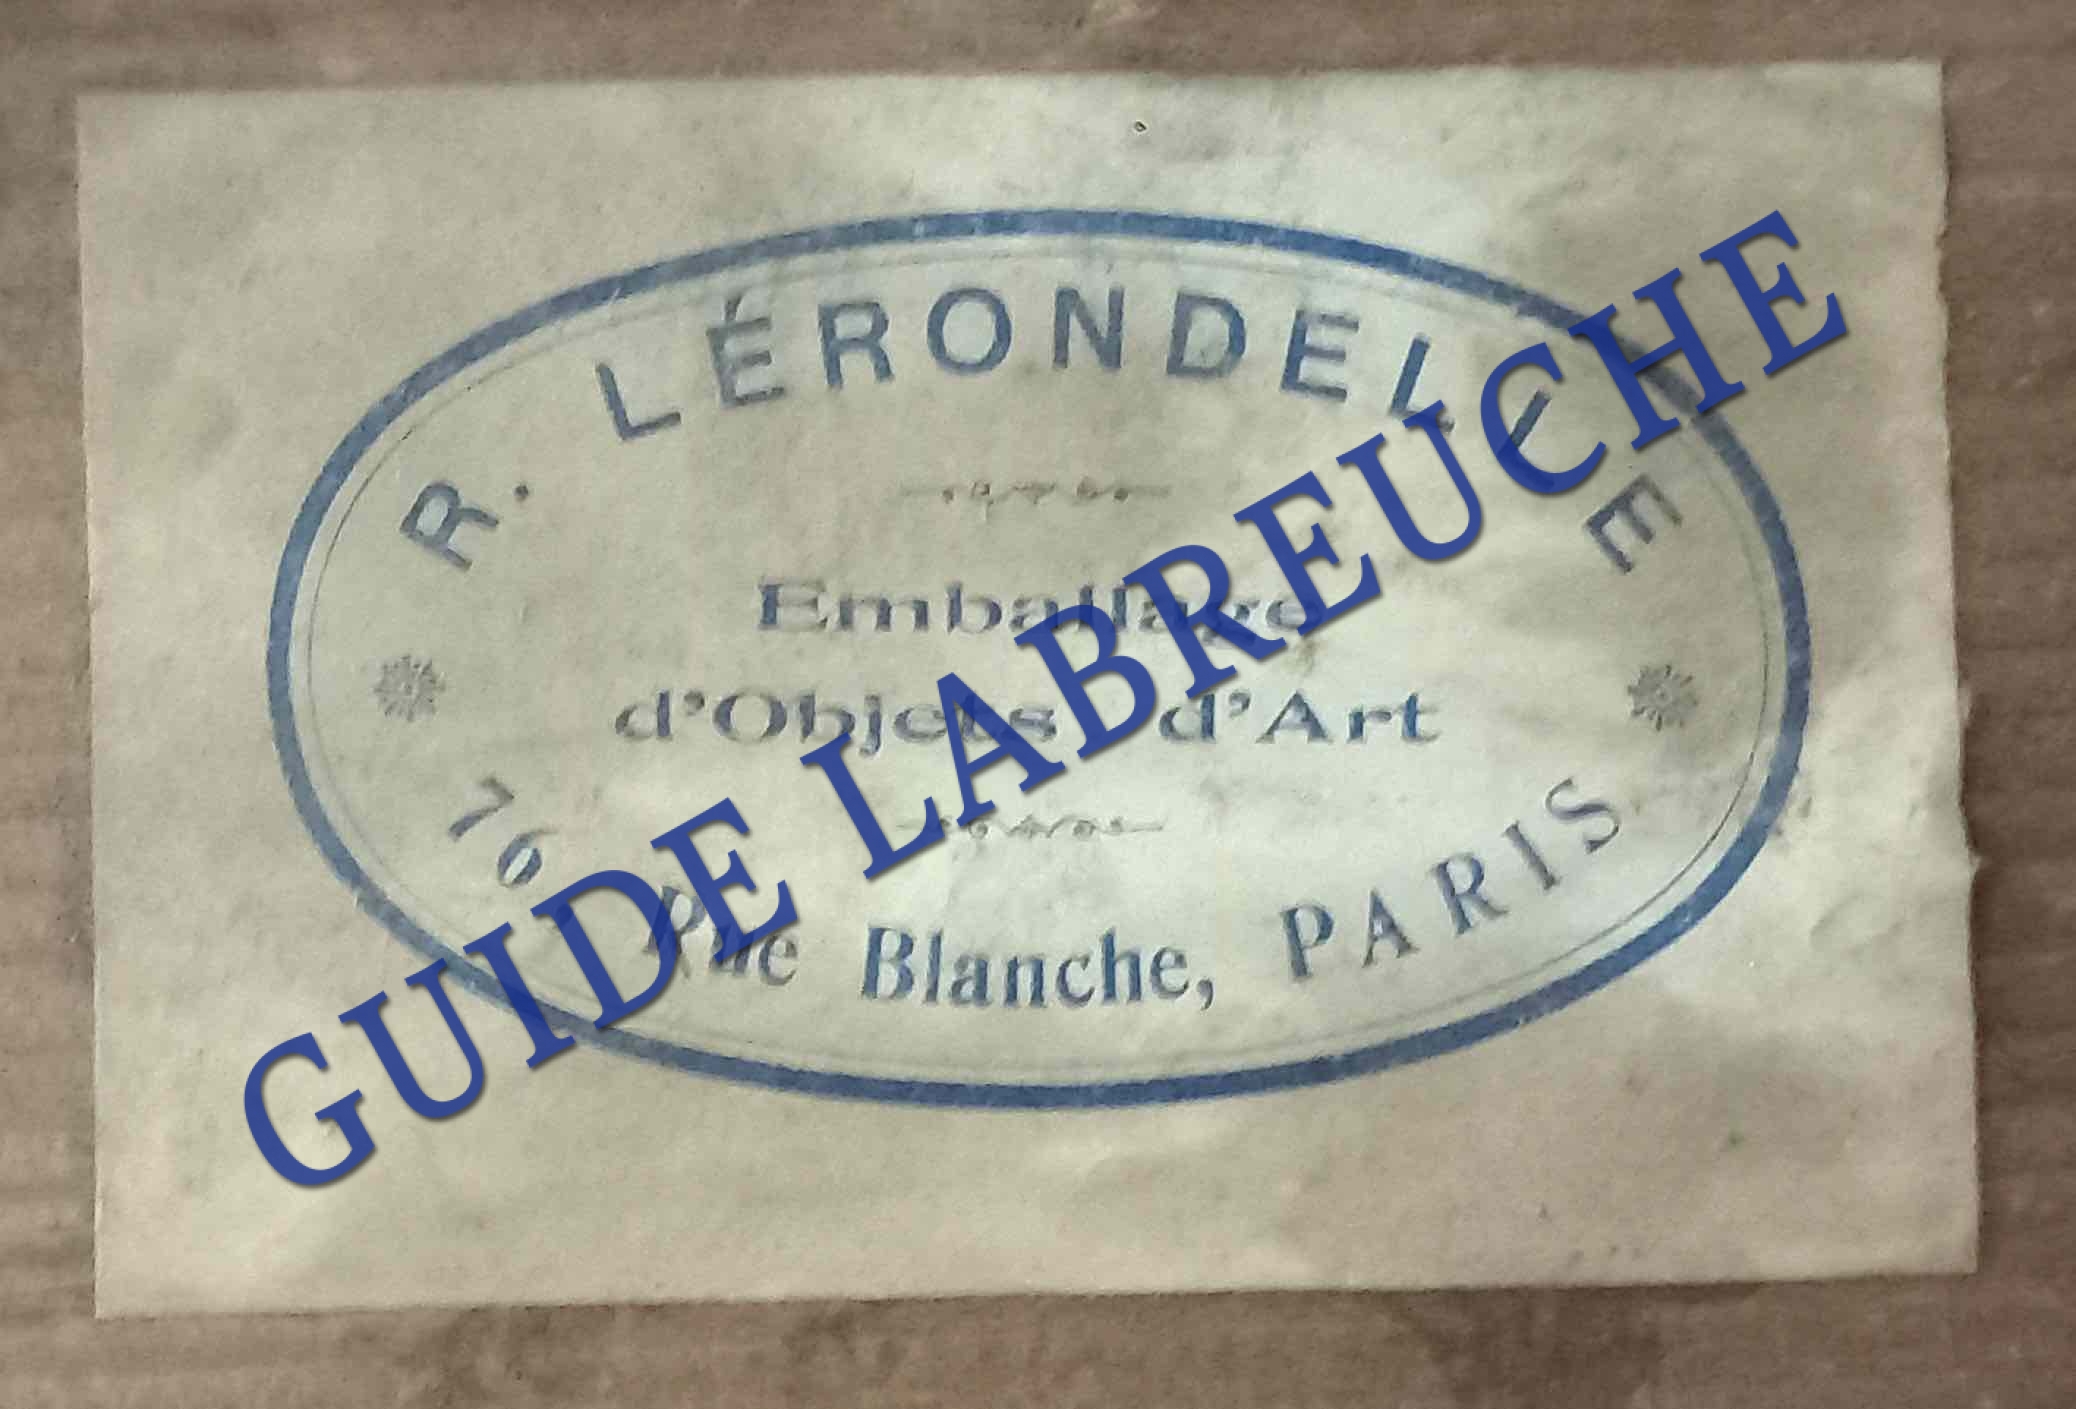 R. LÉRONDELLE
Emballage
d'Objets d'Art
76, Rue Blanche, PARIS
GUIDE LABREUCHE